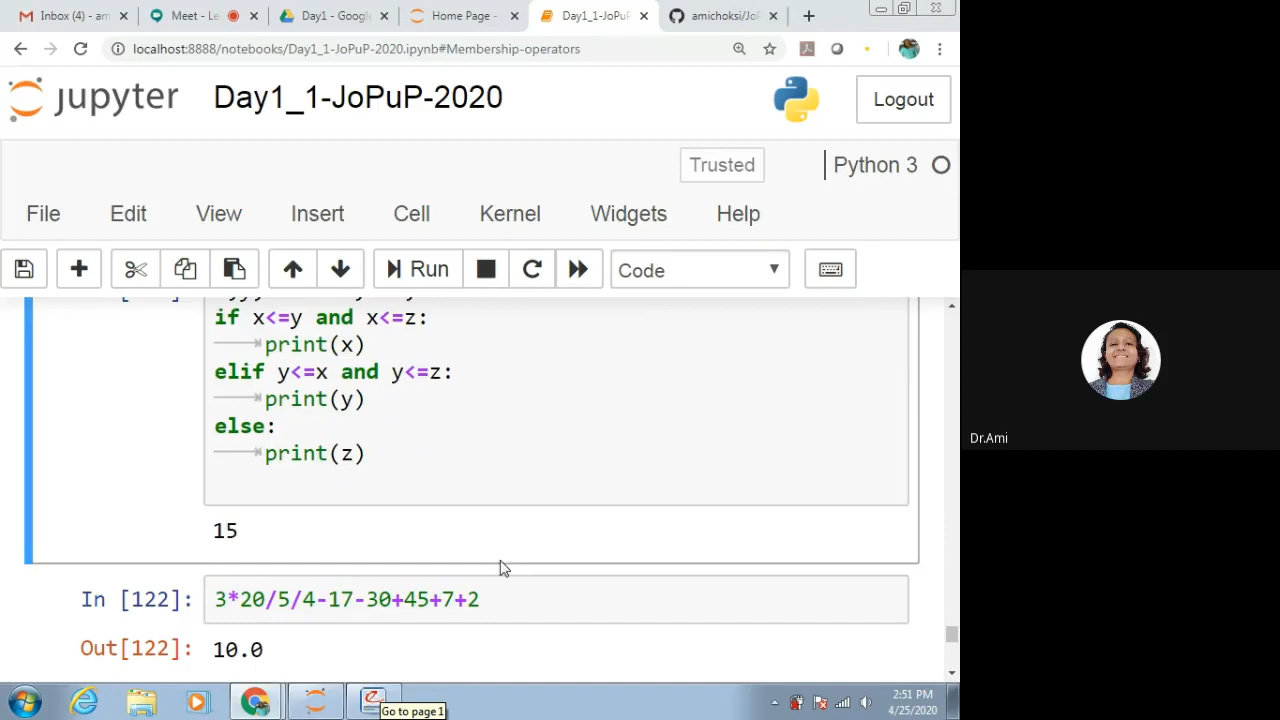 Inbox (4) - am
Meet - Le
Day1 - Google
Home Page -
Day1_1-JoPuP
amichoksi/JoP
localhost:8888/notebooks/Day1_1-JoPuP-2020.ipynb#Membership-operators
jupyter
Day1_1-JoPuP-2020
Logout
Trusted
Python 3
File Edit View Insert Cell Kernel Widgets Help
Run
Code
if x<=y and x<=z:
print(x)
elif y<=x and y<=z:
print(y)
else:
print(z)
15
In [122]: 3*20/5/4-17-30+45+7+2
Out[122]: 10.0
Dr.Ami
Go to page 1
2:51 PM
4/25/2020